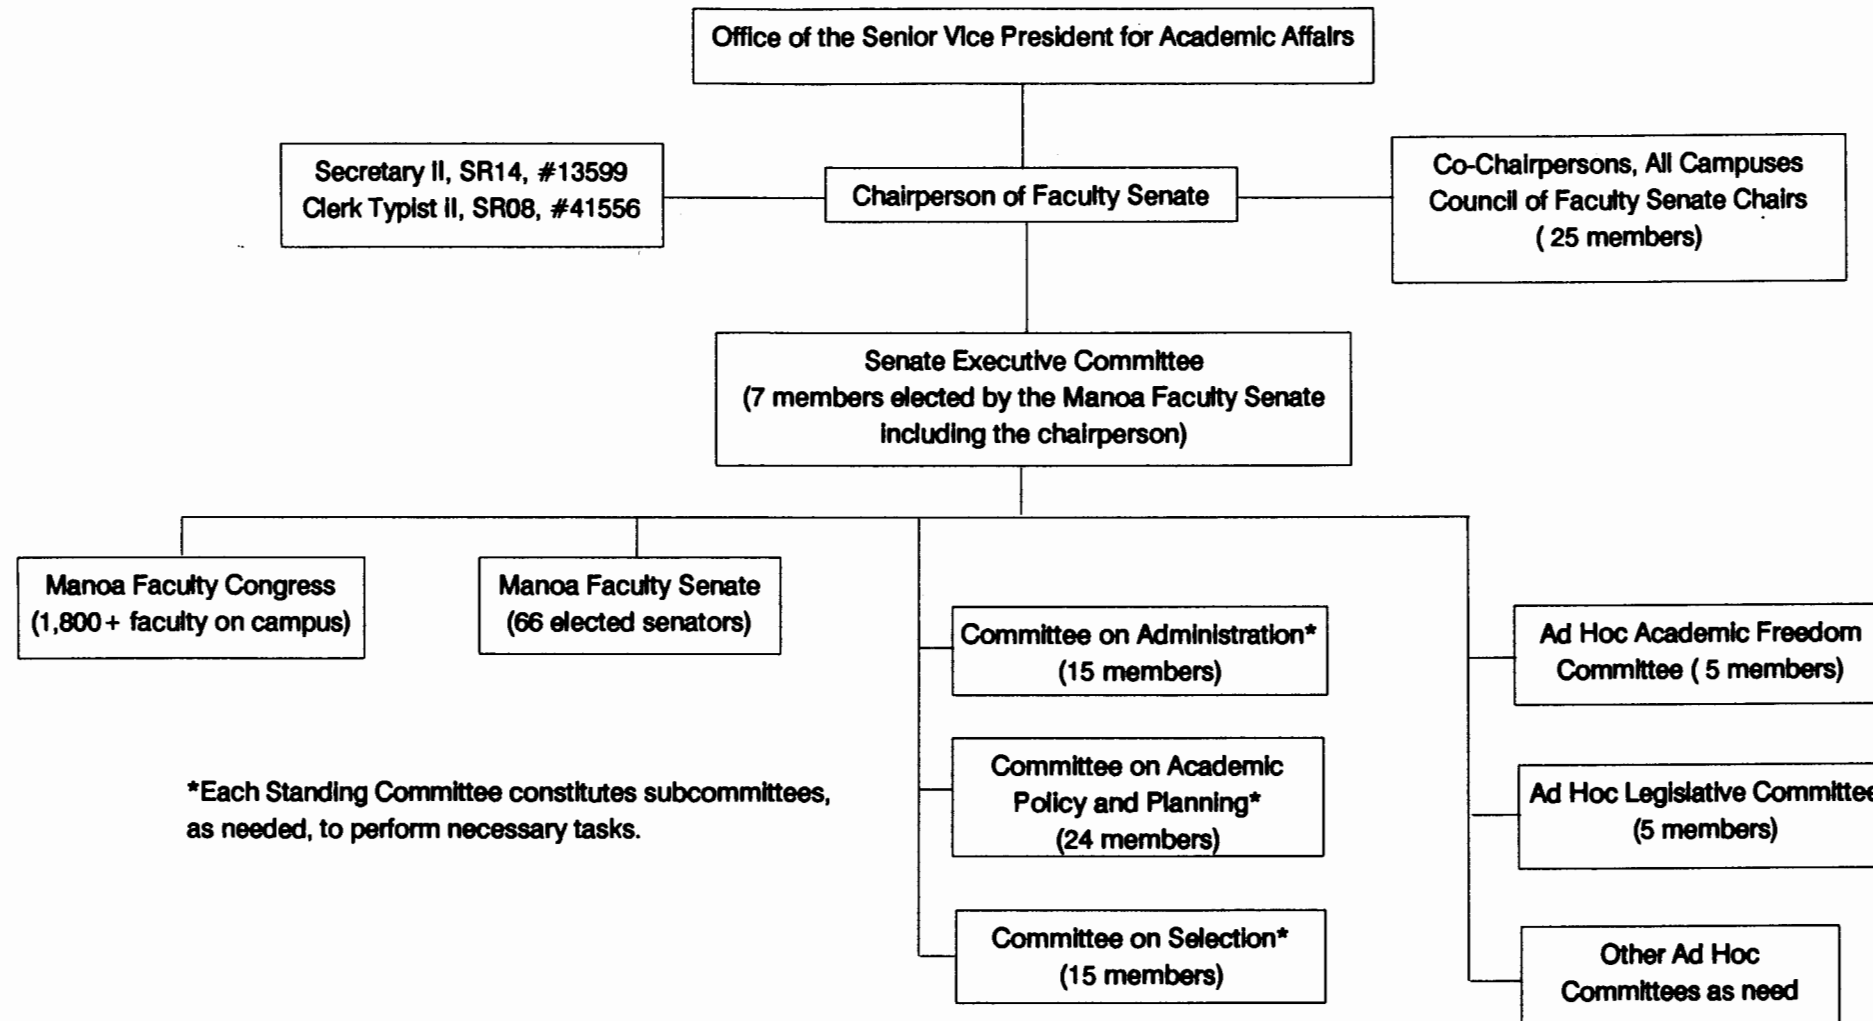 Office of the Senior Vice President for Academic Affairs
Secretary II, SR14, #13599
Clerk Typist II, SR08, #41556
Chairperson of Faculty Senate
Co-Chairpersons, All Campuses
Council of Faculty Senate Chairs
( 25 members)
Senate Executive Committee
(7 members elected by the Manoa Faculty Senate
including the chairperson)
Manoa Faculty Congress
(1,800+ faculty on campus)
Manoa Faculty Senate
(66 elected senators)
Committee on Administration*
(15 members)
Committee on Academic
Policy and Planning*
(24 members)
Committee on Selection*
(15 members)
Ad Hoc Academic Freedom
Committee ( 5 members)
Ad Hoc Legislative Committee
(5 members)
Other Ad Hoc
Committees as need
*Each Standing Committee constitutes subcommittees,
as needed, to perform necessary tasks.